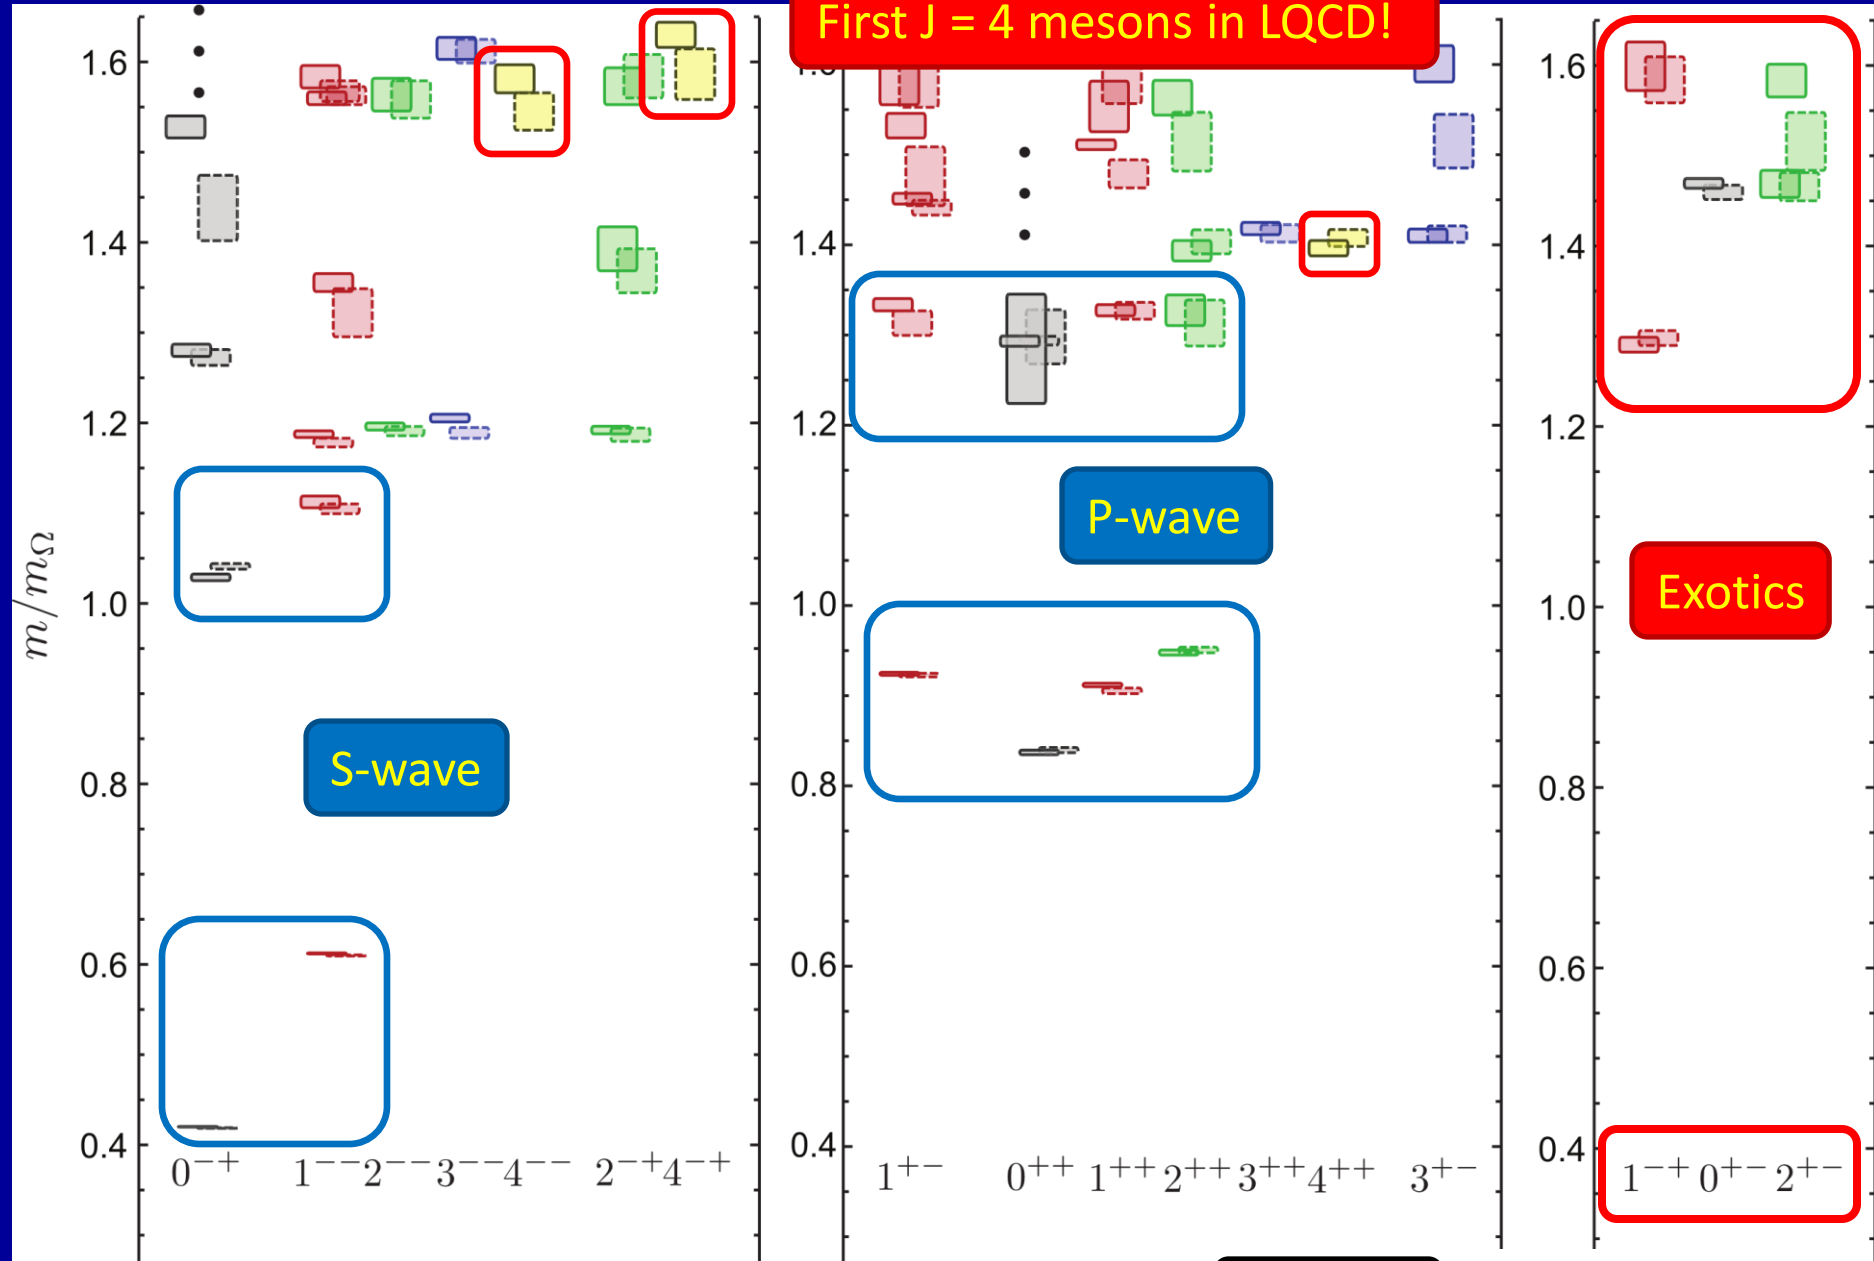 First J = 4 mesons in LQCD!
1.6
1.4
1.2
1.0
0.8
0.6
0.4
m/m_Ω
S-wave
0⁻⁺ 1⁻⁻ 2⁻⁻ 3⁻⁻ 4⁻⁻ 2⁻⁺ 4⁻⁺
1.6
1.4
1.2
1.0
0.8
0.6
0.4
P-wave
1⁺⁻ 0⁺⁺ 1⁺⁺ 2⁺⁺ 3⁺⁺ 4⁺⁺ 3⁺⁻
1.6
1.4
1.2
1.0
0.8
0.6
0.4
Exotics
1⁻⁺ 0⁺⁻ 2⁺⁻